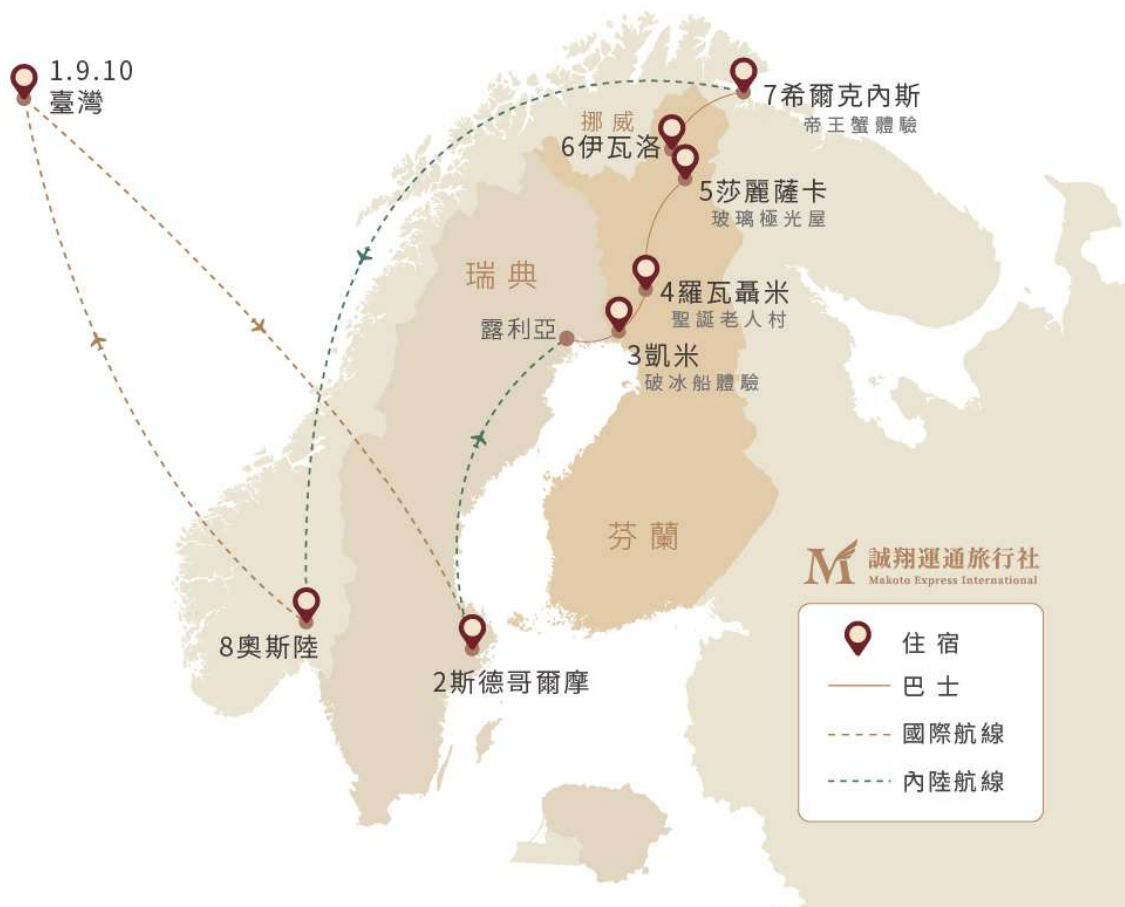 1.9.10
臺灣
7希爾克內斯
帝王蟹體驗
挪威
6伊瓦洛
5莎麗薩卡
玻璃極光屋
瑞典
4羅瓦聶米
聖誕老人村
露利亞
3凱米
破冰船體驗
芬蘭
誠翔運通旅行社
Makoto Express International
8奧斯陸
2斯德哥爾摩
住宿
巴士
國際航線
內陸航線